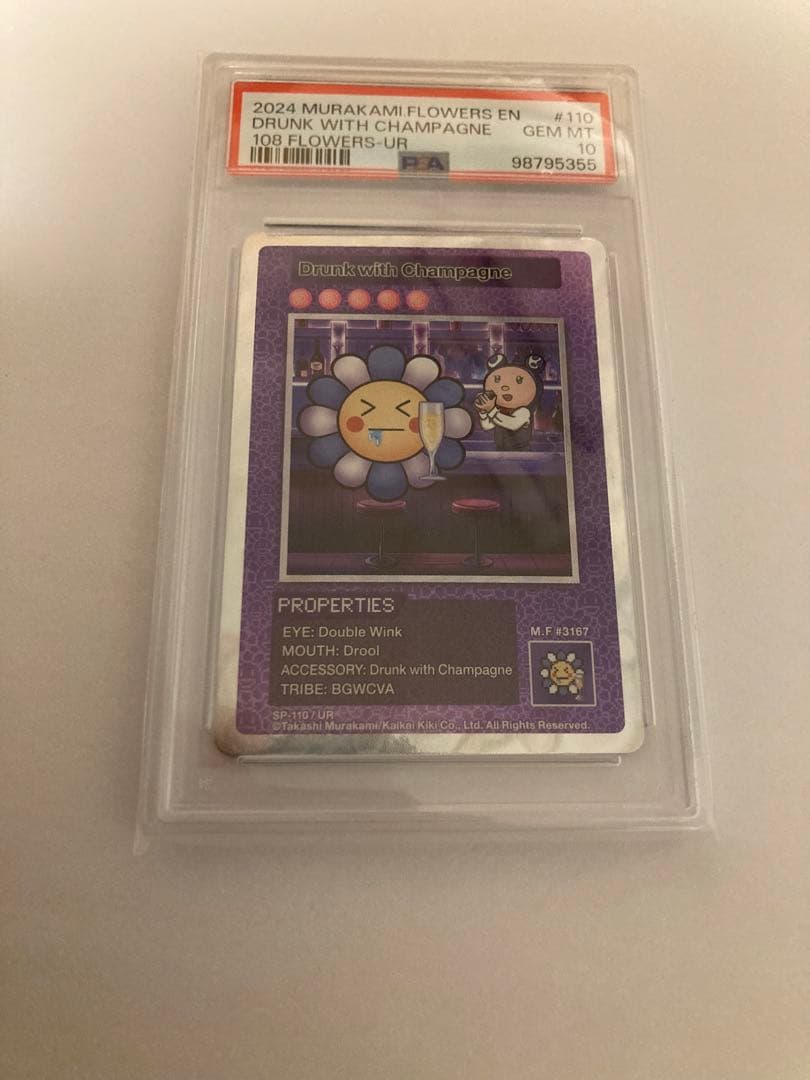 2024 MURAKAMI.FLOWERS EN #110
DRUNK WITH CHAMPAGNE GEM MT
108 FLOWERS-UR 10
PSA 98795355
Drunk with Champagne
PROPERTIES
EYE: Double Wink
MOUTH: Drool
ACCESSORY: Drunk with Champagne
TRIBE: BGWCVA
M.F #3167
SP-110 / UR
©Takashi Murakami/Kaikai Kiki Co., Ltd. All Rights Reserved.